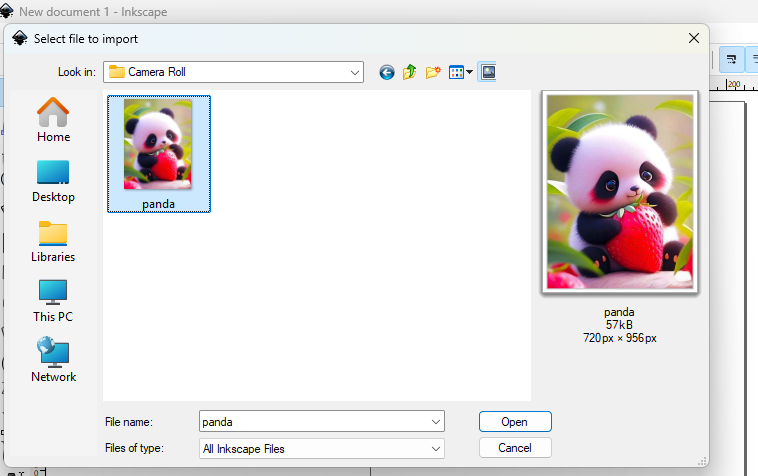 New document 1 - Inkscape
Select file to import
Look in: Camera Roll
200
Home
Desktop
Libraries
This PC
Network
panda
panda
57kB
720px × 956px
File name: panda
Open
Files of type: All Inkscape Files
Cancel
0